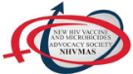 NEW HIV VACCINE
AND MICROBICIDES
ADVOCACY SOCIETY
NHVMAS